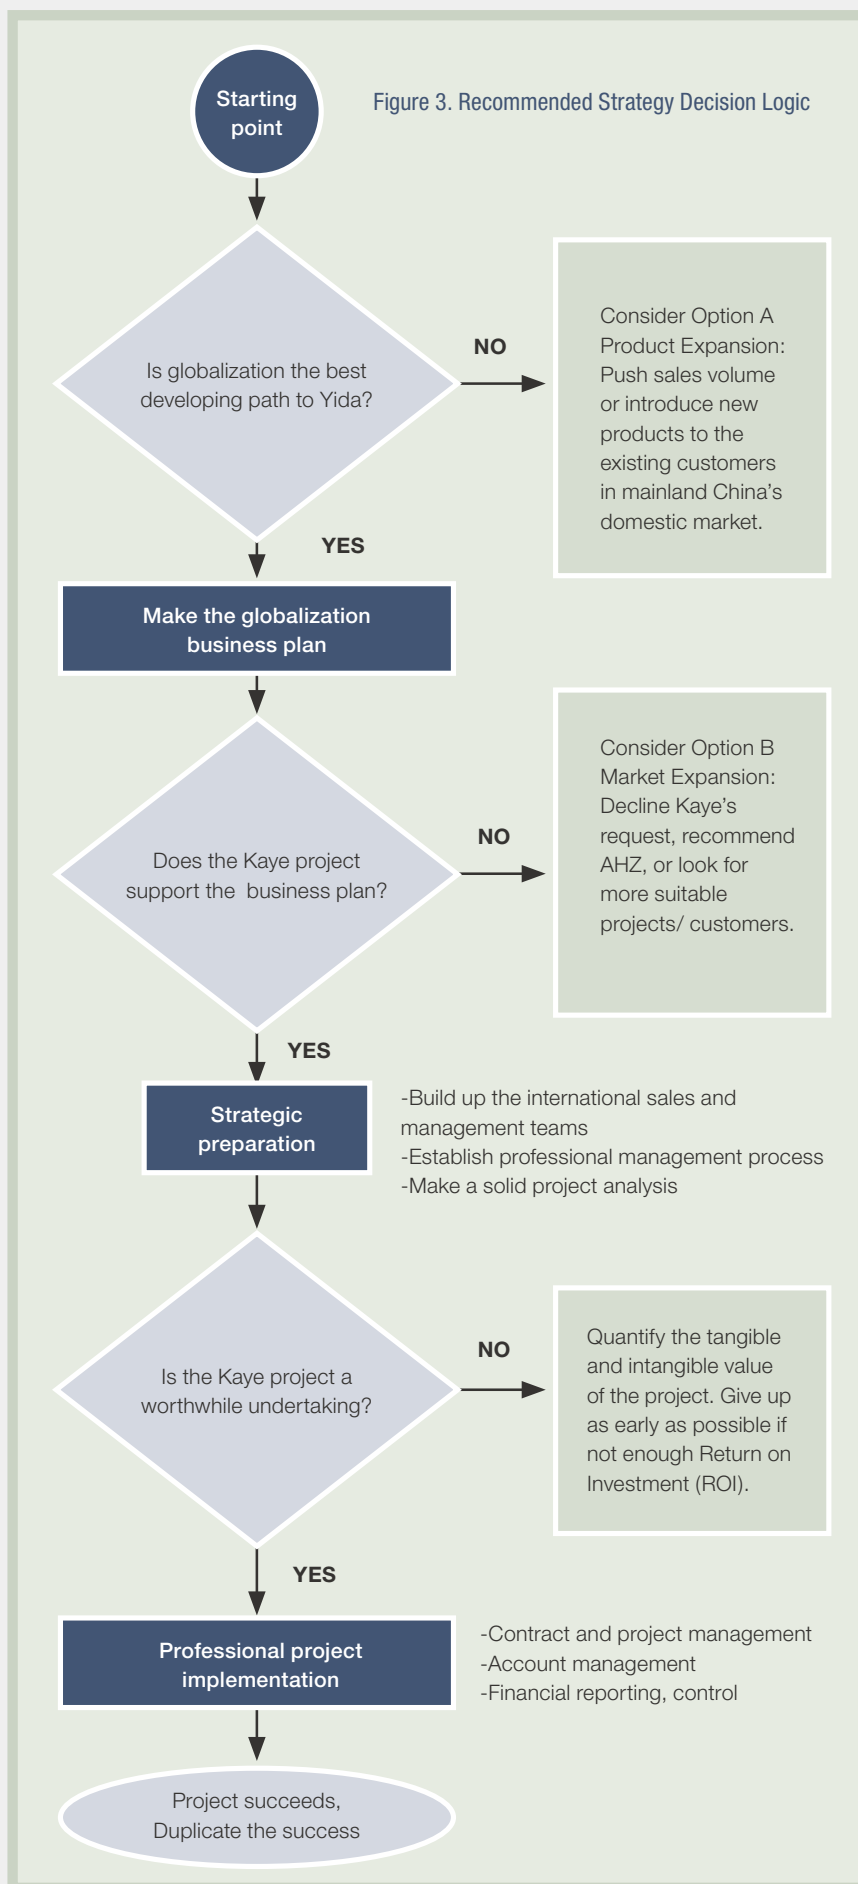 Starting
point
Figure 3. Recommended Strategy Decision Logic
Is globalization the best
developing path to Yida?
NO
Consider Option A
Product Expansion:
Push sales volume
or introduce new
products to the
existing customers
in mainland China’s
domestic market.
YES
Make the globalization
business plan
Does the Kaye project
support the business plan?
NO
Consider Option B
Market Expansion:
Decline Kaye’s
request, recommend
AHZ, or look for
more suitable
projects/ customers.
YES
Strategic
preparation
-Build up the international sales and
management teams
-Establish professional management process
-Make a solid project analysis
Is the Kaye project a
worthwhile undertaking?
NO
Quantify the tangible
and intangible value
of the project. Give up
as early as possible if
not enough Return on
Investment (ROI).
YES
Professional project
implementation
-Contract and project management
-Account management
-Financial reporting, control
Project succeeds,
Duplicate the success